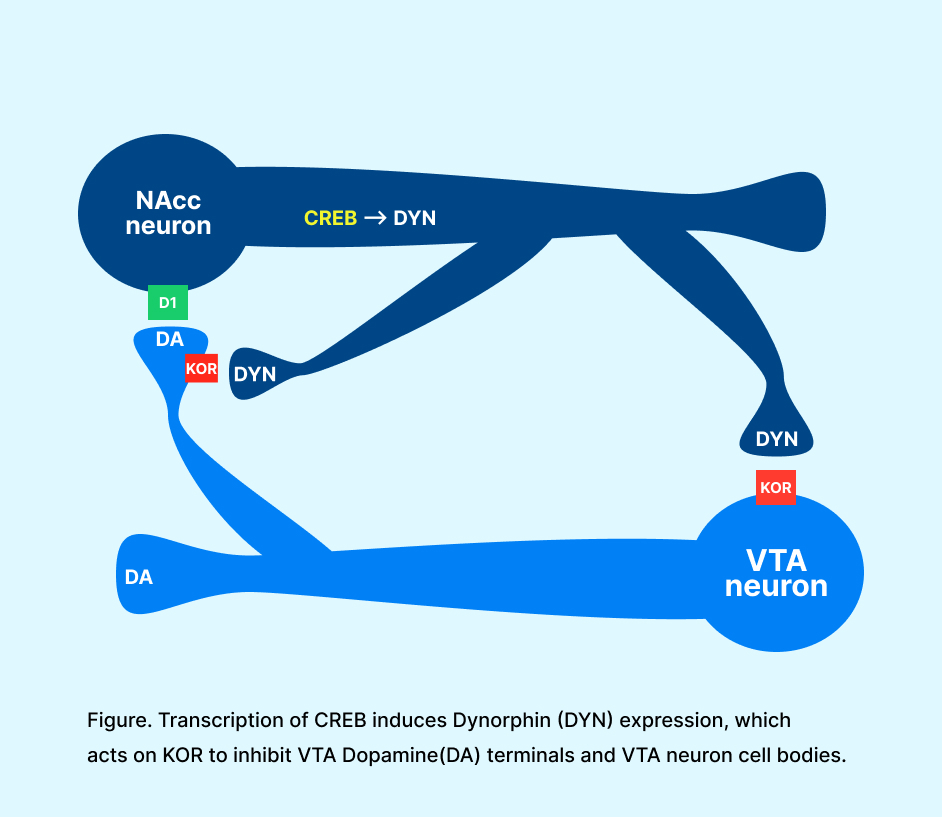 NAcc
neuron
CREB → DYN
D1
DA
KOR
DYN
DYN
KOR
DA
VTA
neuron
Figure. Transcription of CREB induces Dynorphin (DYN) expression, which
acts on KOR to inhibit VTA Dopamine(DA) terminals and VTA neuron cell bodies.